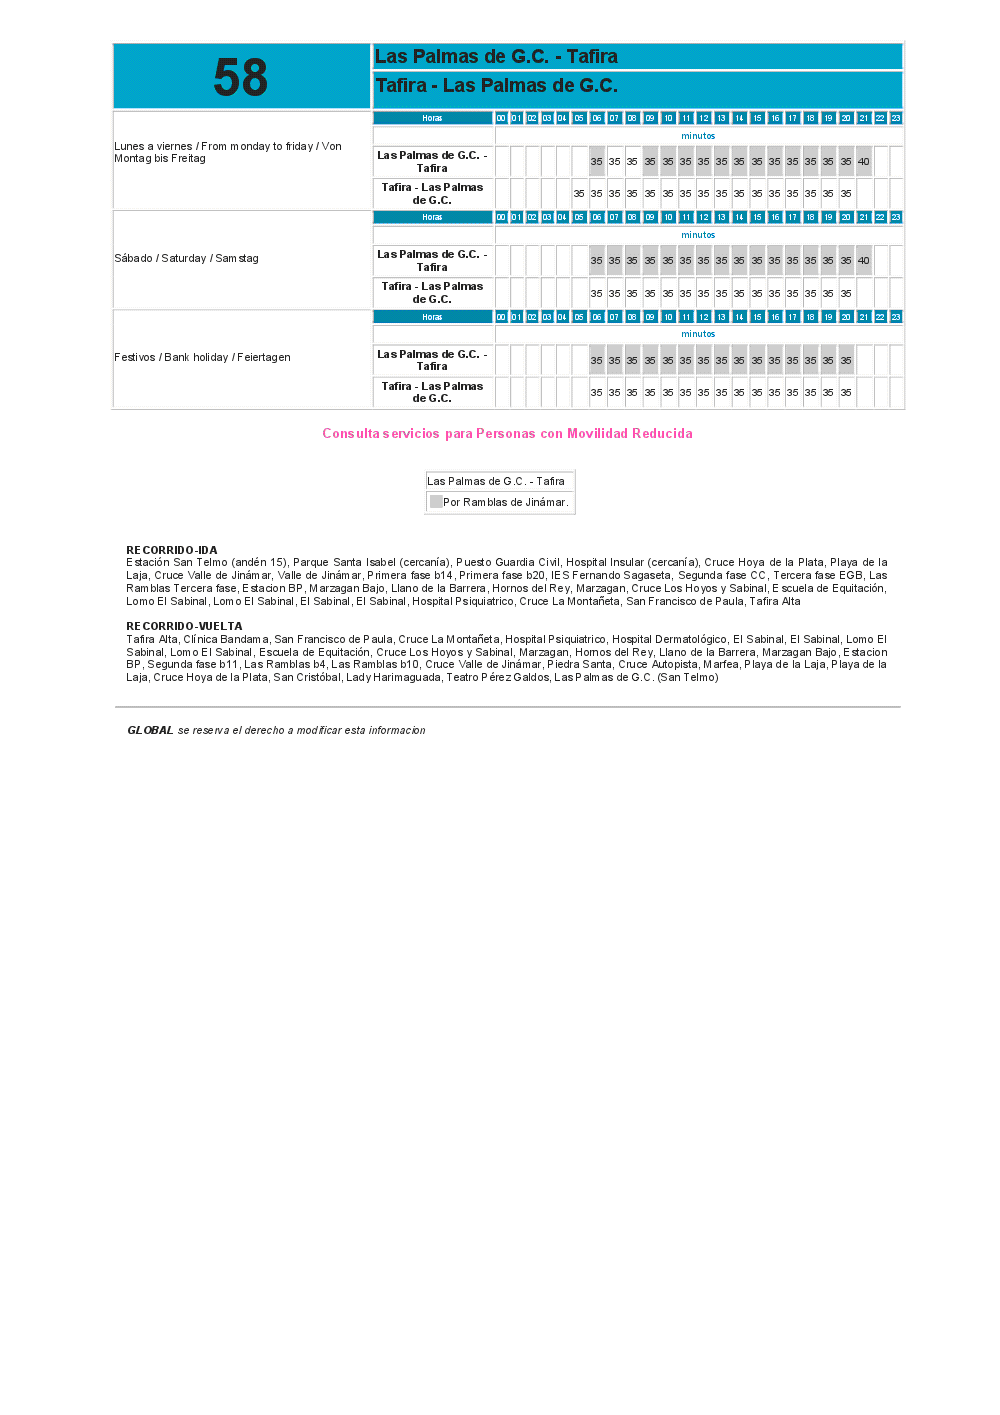 58
Las Palmas de G.C. - Tafira
Tafira - Las Palmas de G.C.
Lunes a viernes / From monday to friday / Von
Montag bis Freitag
Horas 00 01 02 03 04 05 06 07 08 09 10 11 12 13 14 15 16 17 18 19 20 21 22 23
minutos
Las Palmas de G.C. -
Tafira
35 35 35 35 35 35 35 35 35 35 35 35 35 35 35 40
Tafira - Las Palmas
de G.C.
35 35 35 35 35 35 35 35 35 35 35 35 35 35 35 35
Sábado / Saturday / Samstag
Horas 00 01 02 03 04 05 06 07 08 09 10 11 12 13 14 15 16 17 18 19 20 21 22 23
minutos
Las Palmas de G.C. -
Tafira
35 35 35 35 35 35 35 35 35 35 35 35 35 35 35 40
Tafira - Las Palmas
de G.C.
35 35 35 35 35 35 35 35 35 35 35 35 35 35 35
Festivos / Bank holiday / Feiertagen
Horas 00 01 02 03 04 05 06 07 08 09 10 11 12 13 14 15 16 17 18 19 20 21 22 23
minutos
Las Palmas de G.C. -
Tafira
35 35 35 35 35 35 35 35 35 35 35 35 35 35 35
Tafira - Las Palmas
de G.C.
35 35 35 35 35 35 35 35 35 35 35 35 35 35 35
Consulta servicios para Personas con Movilidad Reducida
Las Palmas de G.C. - Tafira
Por Ramblas de Jinámar.
RECORRIDO-IDA
Estación San Telmo (andén 15), Parque Santa Isabel (cercanía), Puesto Guardia Civil, Hospital Insular (cercanía), Cruce Hoya de la Plata, Playa de la
Laja, Cruce Valle de Jinámar, Valle de Jinámar, Primera fase b14, Primera fase b20, IES Fernando Sagaseta, Segunda fase CC, Tercera fase EGB, Las
Ramblas Tercera fase, Estacion BP, Marzagan Bajo, Llano de la Barrera, Hornos del Rey, Marzagan, Cruce Los Hoyos y Sabinal, Escuela de Equitación,
Lomo El Sabinal, Lomo El Sabinal, El Sabinal, El Sabinal, Hospital Psiquiatrico, Cruce La Montañeta, San Francisco de Paula, Tafira Alta
RECORRIDO-VUELTA
Tafira Alta, Clínica Bandama, San Francisco de Paula, Cruce La Montañeta, Hospital Psiquiatrico, Hospital Dermatológico, El Sabinal, El Sabinal, Lomo El
Sabinal, Lomo El Sabinal, Escuela de Equitación, Cruce Los Hoyos y Sabinal, Marzagan, Hornos del Rey, Llano de la Barrera, Marzagan Bajo, Estacion
BP, Segunda fase b11, Las Ramblas b4, Las Ramblas b10, Cruce Valle de Jinámar, Piedra Santa, Cruce Autopista, Marfea, Playa de la Laja, Playa de la
Laja, Cruce Hoya de la Plata, San Cristóbal, Lady Harimaguada, Teatro Pérez Galdos, Las Palmas de G.C. (San Telmo)
GLOBAL se reserva el derecho a modificar esta informacion